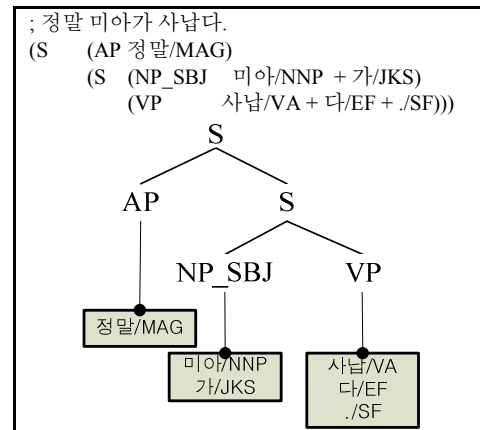 ; 정말 미아가 사납다.
(S (AP 정말/MAG)
(S (NP_SBJ 미아/NNP + 가/JKS)
(VP 사납/VA + 다/EF + ./SF)))
S
AP S
NP_SBJ VP
정말/MAG
미아/NNP
가/JKS
사납/VA
다/EF
./SF